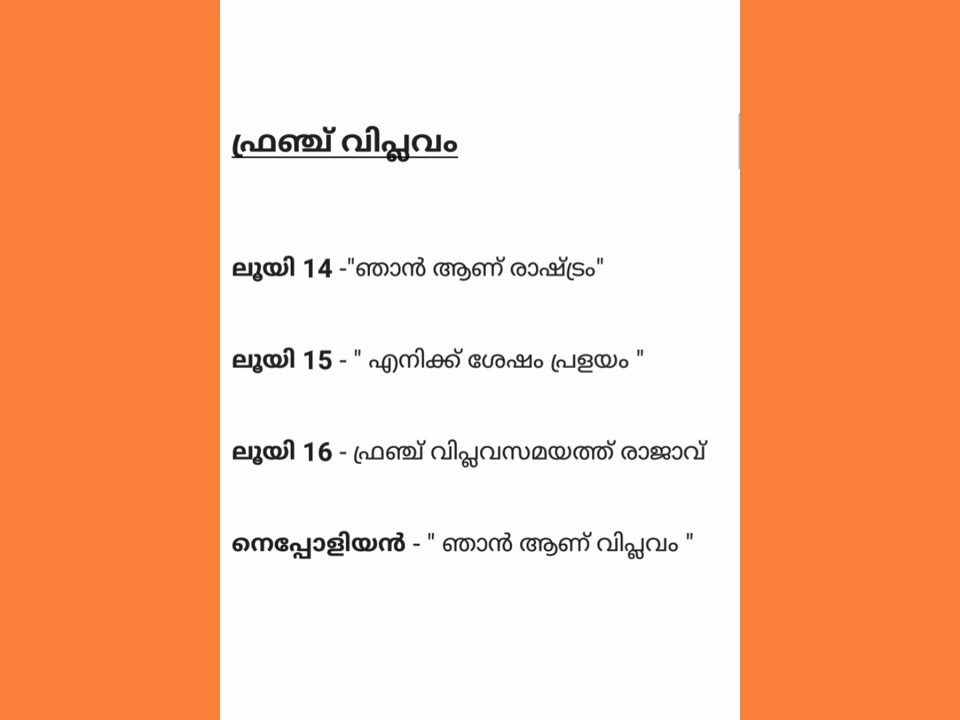 ഫ്രഞ്ച് വിപ്ലവം
ലൂയി 14 -"ഞാൻ ആണ് രാഷ്ട്രം"
ലൂയി 15 - " എനിക്ക് ശേഷം പ്രളയം "
ലൂയി 16 - ഫ്രഞ്ച് വിപ്ലവസമയത്ത് രാജാവ്
നെപ്പോളിയൻ - " ഞാൻ ആണ് വിപ്ലവം "